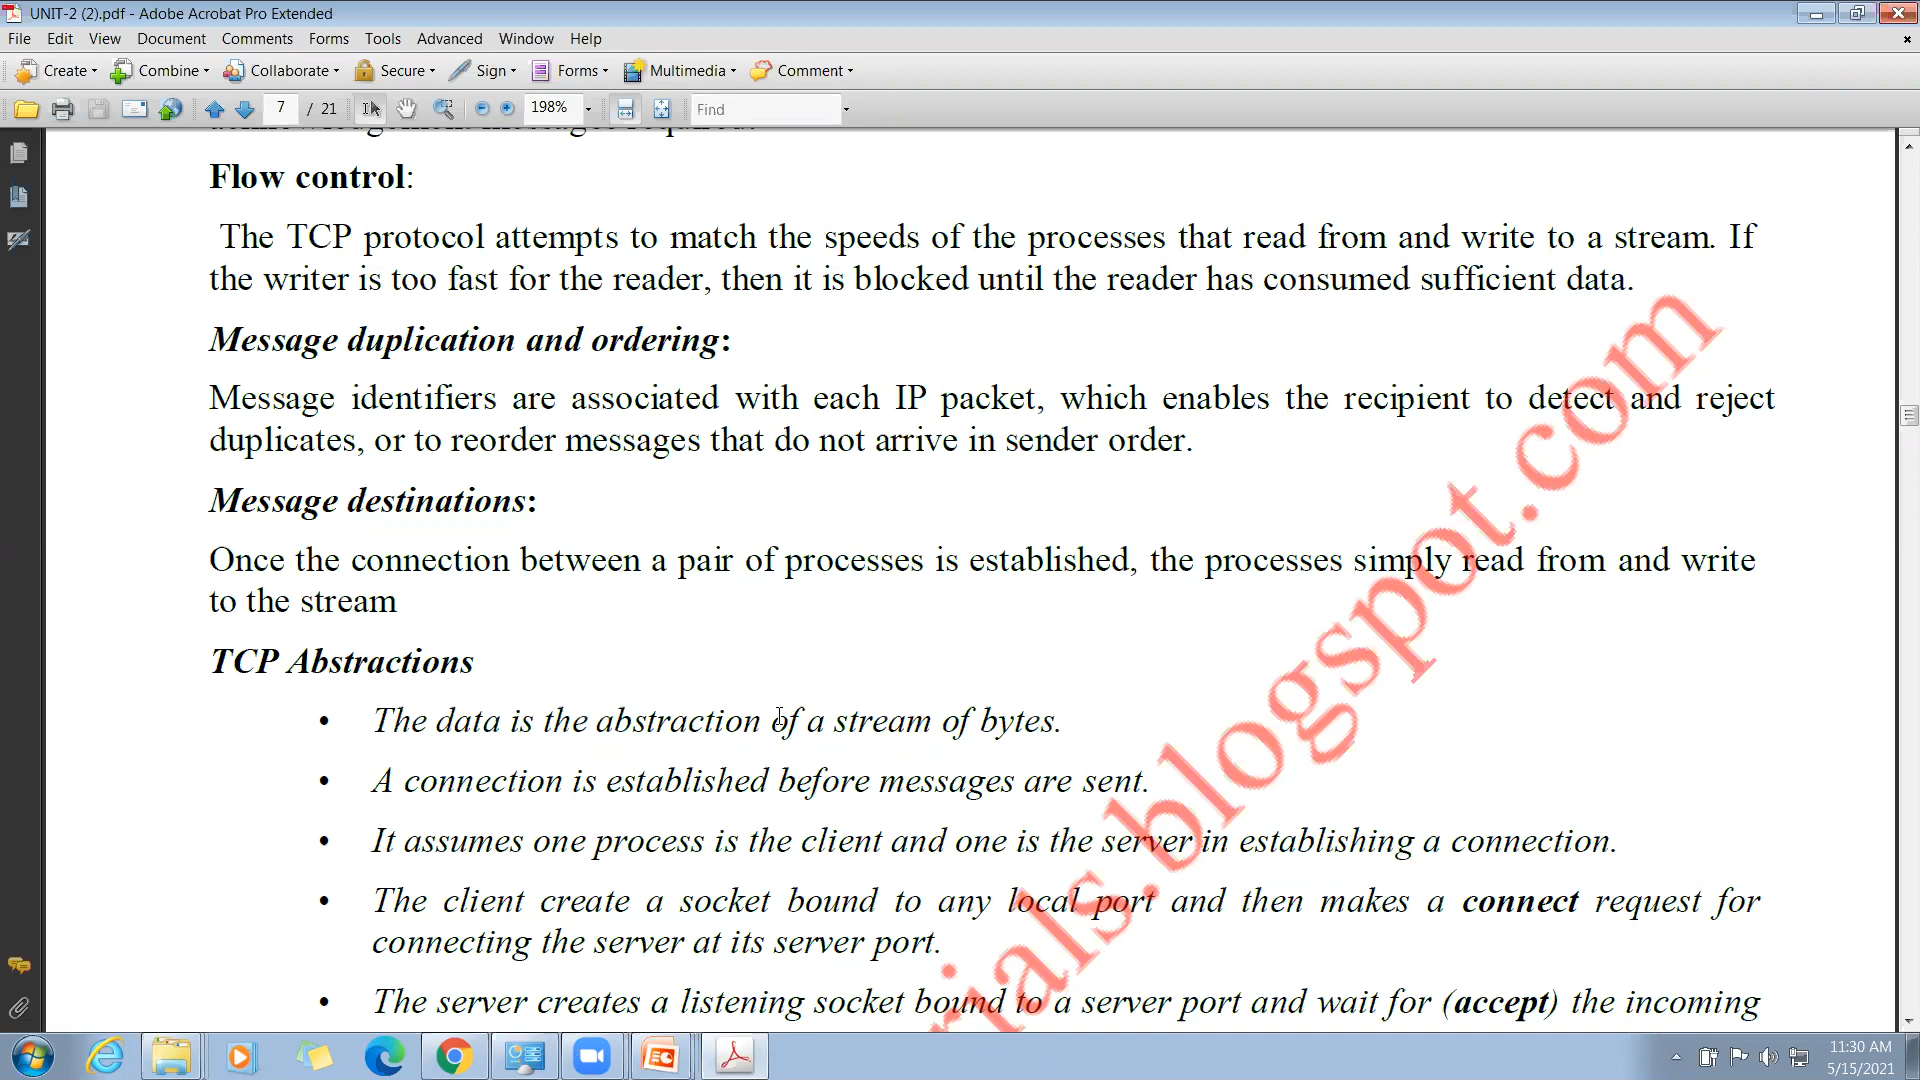 UNIT-2 (2).pdf - Adobe Acrobat Pro Extended
File Edit View Document Comments Forms Tools Advanced Window Help
Create Combine Collaborate Secure Sign Forms Multimedia Comment
7 / 21 198% Find
Flow control:
The TCP protocol attempts to match the speeds of the processes that read from and write to a stream. If
the writer is too fast for the reader, then it is blocked until the reader has consumed sufficient data.
Message duplication and ordering:
Message identifiers are associated with each IP packet, which enables the recipient to detect and reject
duplicates, or to reorder messages that do not arrive in sender order.
Message destinations:
Once the connection between a pair of processes is established, the processes simply read from and write
to the stream
TCP Abstractions
• The data is the abstraction of a stream of bytes.
• A connection is established before messages are sent.
• It assumes one process is the client and one is the server in establishing a connection.
• The client create a socket bound to any local port and then makes a connect request for
connecting the server at its server port.
• The server creates a listening socket bound to a server port and wait for (accept) the incoming
rials.blogspot.com
11:30 AM
5/15/2021